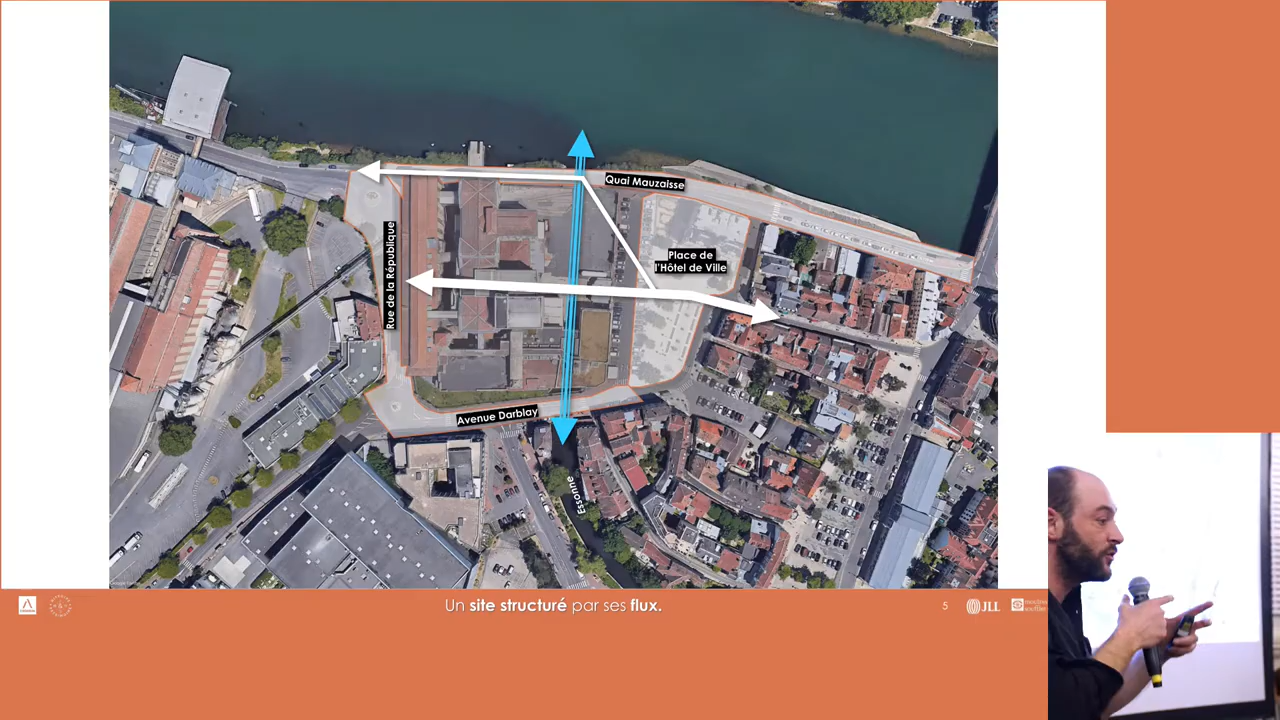 Quai Mauzaisse
Rue de la République
Place de
l'Hôtel de Ville
Avenue Darblay
Essonne
Un site structuré par ses flux.
5
JLL